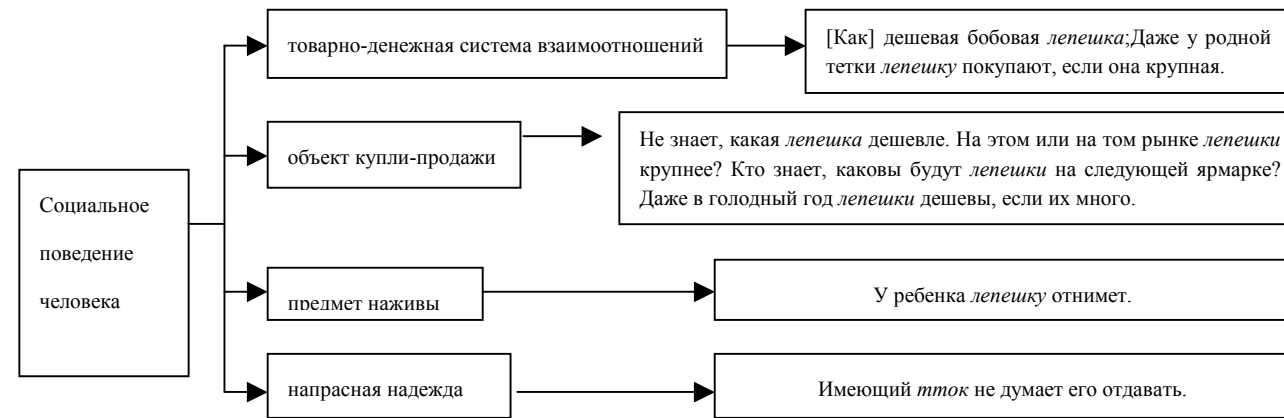 товарно-денежная система взаимоотношений
[Как] дешевая бобовая лепешка;Даже у родной
тетки лепешку покупают, если она крупная.
объект купли-продажи
Не знает, какая лепешка дешевле. На этом или на том рынке лепешки
крупнее? Кто знает, каковы будут лепешки на следующей ярмарке?
Даже в голодный год лепешки дешевы, если их много.
Социальное
поведение
человека
предмет наживы
У ребенка лепешку отнимет.
напрасная надежда
Имеющий тток не думает его отдавать.